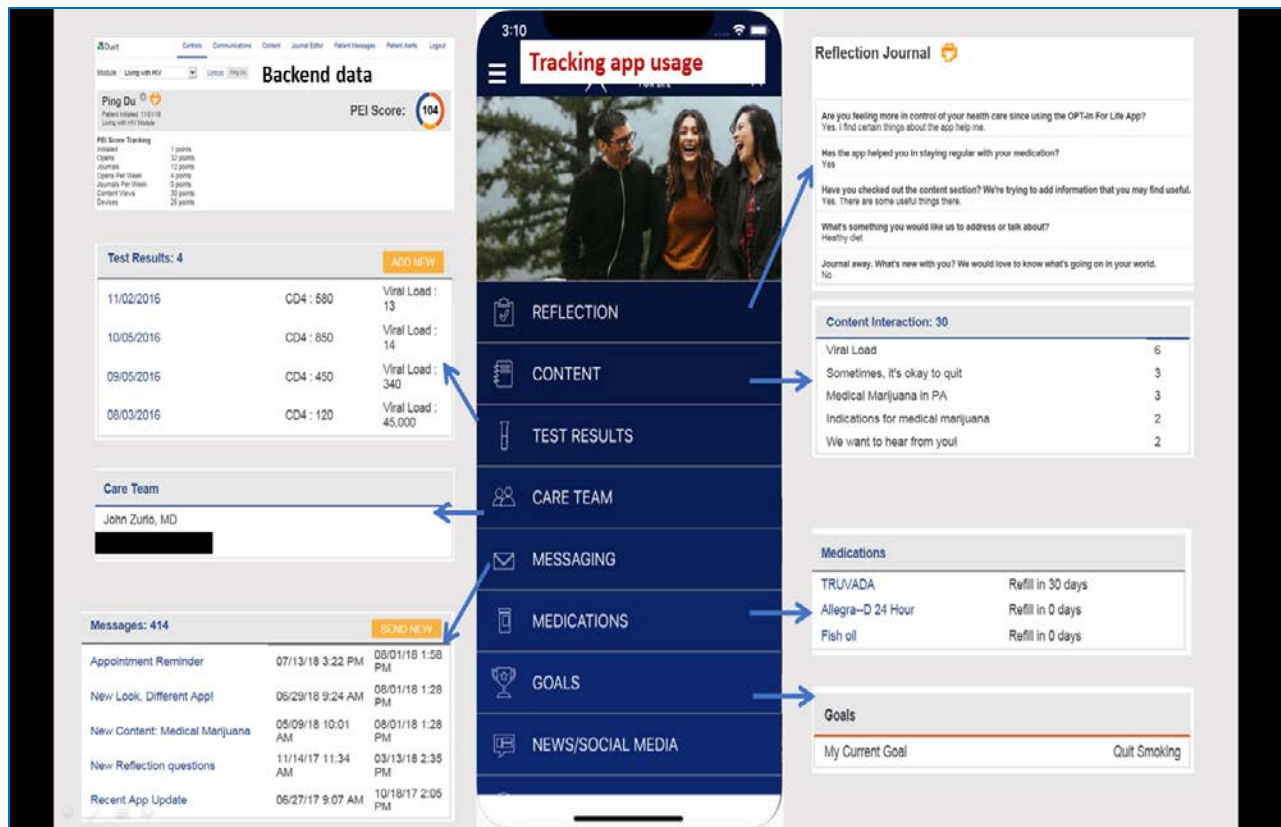 Duet
Controls Communications Content Journal Editor Patient Messages Patient Alerts Logout
Module: Living with HIV Controls Ping Du
Backend data
Ping Du
Patient Initiated: 11/01/16
Living with HIV Module
PEI Score: 104
PEI Score Tracking
Initiated 1 points
Opens 32 points
Journals 12 points
Opens Per Week 4 points
Journals Per Week 0 points
Content Views 30 points
Devices 25 points
Test Results: 4 ADD NEW
11/02/2016 CD4 : 580 Viral Load : 13
10/05/2016 CD4 : 850 Viral Load : 14
09/05/2016 CD4 : 450 Viral Load : 340
08/03/2016 CD4 : 120 Viral Load : 45,000
Care Team
John Zurlo, MD
Messages: 414 SEND NEW
Appointment Reminder 07/13/18 3:22 PM 08/01/18 1:58 PM
New Look, Different App! 06/29/18 9:24 AM 08/01/18 1:28 PM
New Content: Medical Marijuana 05/09/18 10:01 AM 08/01/18 1:28 PM
New Reflection questions 11/14/17 11:34 AM 03/13/18 2:35 PM
Recent App Update 06/27/17 9:07 AM 10/18/17 2:05 PM
3:10
Tracking app usage
FOR LIFE
REFLECTION
CONTENT
TEST RESULTS
CARE TEAM
MESSAGING
MEDICATIONS
GOALS
NEWS/SOCIAL MEDIA
Reflection Journal
Are you feeling more in control of your health care since using the OPT-In For Life App?
Yes. I find certain things about the app help me.
Has the app helped you in staying regular with your medication?
Yes
Have you checked out the content section? We're trying to add information that you may find useful.
Yes. There are some useful things there.
What's something you would like us to address or talk about?
Healthy diet
Journal away. What's new with you? We would love to know what's going on in your world.
No
Content Interaction: 30
Viral Load 6
Sometimes, it's okay to quit 3
Medical Marijuana in PA 3
Indications for medical marijuana 2
We want to hear from you! 2
Medications
TRUVADA Refill in 30 days
Allegra--D 24 Hour Refill in 0 days
Fish oil Refill in 0 days
Goals
My Current Goal Quit Smoking